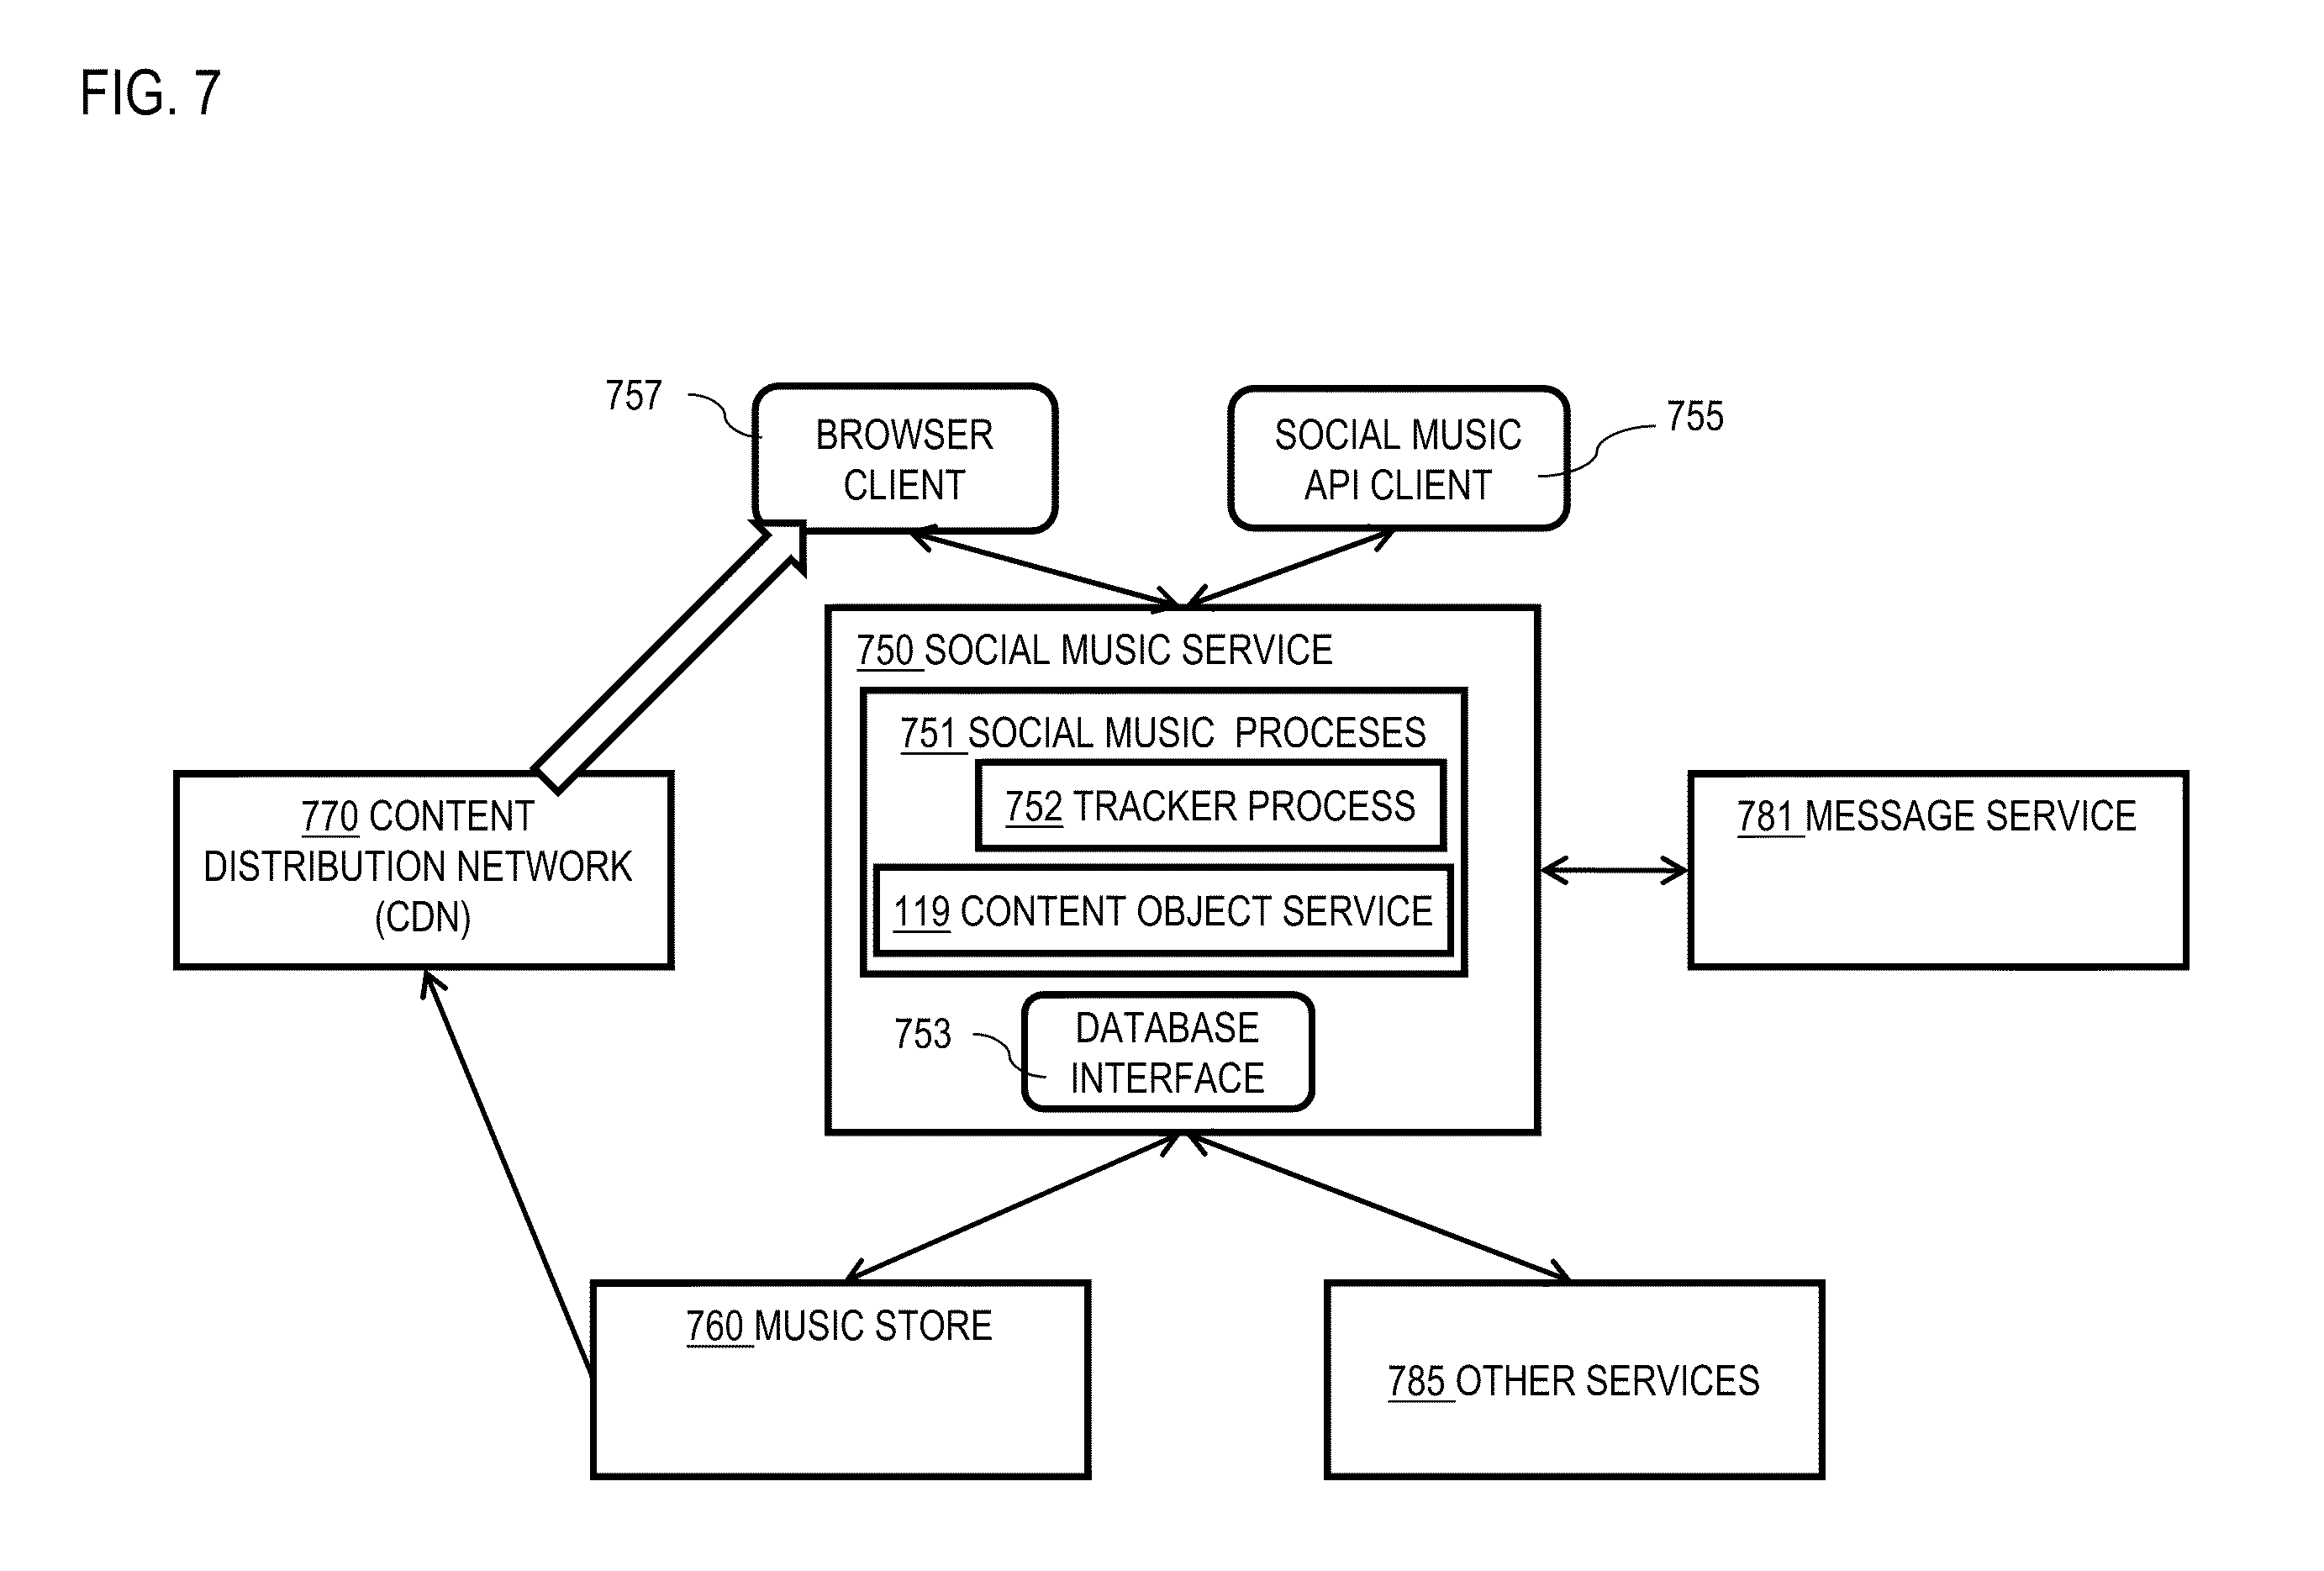 FIG. 7
757
BROWSER
CLIENT
SOCIAL MUSIC
API CLIENT
755
750 SOCIAL MUSIC SERVICE
751 SOCIAL MUSIC PROCESES
752 TRACKER PROCESS
119 CONTENT OBJECT SERVICE
753
DATABASE
INTERFACE
770 CONTENT
DISTRIBUTION NETWORK
(CDN)
781 MESSAGE SERVICE
760 MUSIC STORE
785 OTHER SERVICES